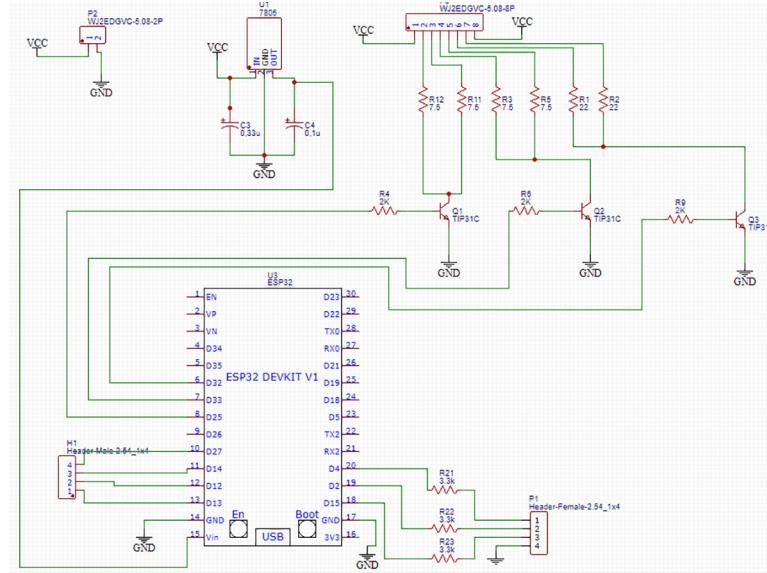 P2
WJ2EDGVC-5.08-2P
VCC
1 2
GND
U1
7805
VCC
IN
GND
OUT
1 2 3
C3
0,33u
C4
0,1u
GND
WJ2EDGVC-5.08-8P
VCC
1 2 3 4 5 6 7 8
VCC
R12
7.5
R11
7.5
R3
7.5
R5
7.5
R1
22
R2
22
R4
2K
Q1
TIP31C
GND
R6
2K
Q2
TIP31C
GND
R9
2K
Q3
GND
U3
ESP32
ESP32 DEVKIT V1
1 EN
2 VP
3 VN
4 D34
5 D35
6 D32
7 D33
8 D25
9 D26
10 D27
11 D14
12 D12
13 D13
14 GND
15 Vin
D23 30
D22 29
TX0 28
RX0 27
D21 26
D19 25
D18 24
D5 23
TX2 22
RX2 21
D4 20
D2 19
D15 18
GND 17
3V3 16
En
Boot
USB
H1
Header-Male-2.54_1x4
4
3
2
1
GND
GND
R21
3.3k
R22
3.3k
R23
3.3k
P1
Header-Female-2.54_1x4
1
2
3
4